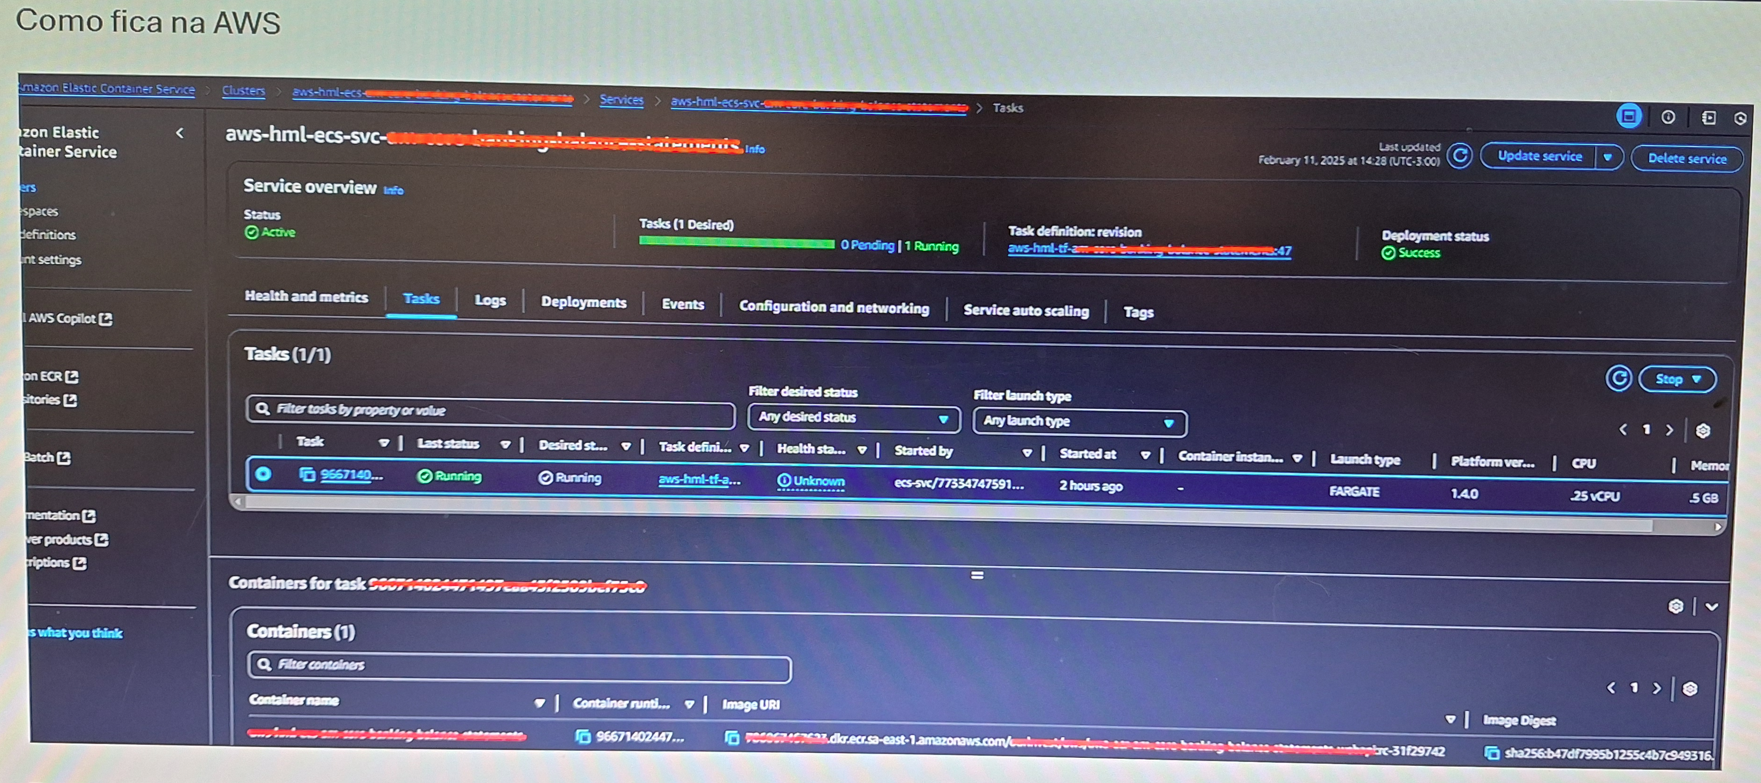 Como fica na AWS
mazon Elastic Container Service > Clusters > aws-hml-ecs- > Services > aws-hml-ecs-svc- > Tasks
zon Elastic
tainer Service
ers
spaces
definitions
nt settings
l AWS Copilot
on ECR
sitories
Batch
mentation
ver products
riptions
s what you think
aws-hml-ecs-svc- Info
Last updated
February 11, 2025 at 14:28 (UTC-3:00)
Update service
Delete service
Service overview Info
Status
Active
Tasks (1 Desired)
0 Pending | 1 Running
Task definition: revision
aws-hml-tf- :47
Deployment status
Success
Health and metrics Tasks Logs Deployments Events Configuration and networking Service auto scaling Tags
Tasks (1/1)
Stop
Filter desired status
Filter launch type
Filter tasks by property or value
Any desired status
Any launch type
< 1 >
Task Last status Desired st... Task defini... Health sta... Started by Started at Container instan... Launch type Platform ver... CPU Memor
9667140... Running Running aws-hml-tf-a... Unknown ecs-svc/77334747591... 2 hours ago - FARGATE 1.4.0 .25 vCPU .5 GB
Containers for task
Containers (1)
Filter containers
< 1 >
Container name Container runti... Image URI Image Digest
96671402447... .dkr.ecr.sa-east-1.amazonaws.com/ rc-31f29742 sha256:b47df7995b1255c4b7c949316.